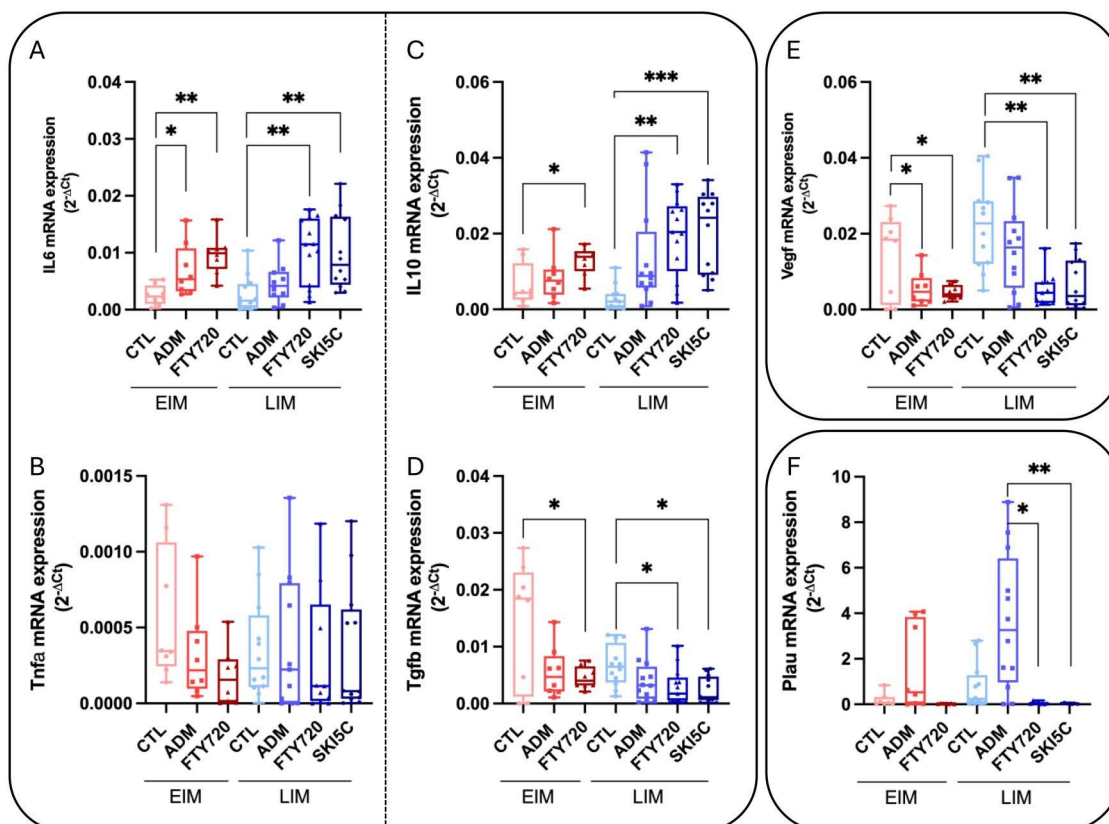 A
IL6 mRNA expression
(2-ΔCt)
0.04
0.03
0.02
0.01
0.00
**
*
**
**
CTL
ADM
FTY720
CTL
ADM
FTY720
SKI5C
EIM
LIM
B
Tnfa mRNA expression
(2-ΔCt)
0.0015
0.0010
0.0005
0.0000
CTL
ADM
FTY720
CTL
ADM
FTY720
SKI5C
EIM
LIM
C
IL10 mRNA expression
(2-ΔCt)
0.06
0.04
0.02
0.00
*
***
**
CTL
ADM
FTY720
CTL
ADM
FTY720
SKI5C
EIM
LIM
D
Tgfb mRNA expression
(2-ΔCt)
0.04
0.03
0.02
0.01
0.00
*
*
*
CTL
ADM
FTY720
CTL
ADM
FTY720
SKI5C
EIM
LIM
E
Vegf mRNA expression
(2-ΔCt)
0.06
0.04
0.02
0.00
*
*
**
**
CTL
ADM
FTY720
CTL
ADM
FTY720
SKI5C
EIM
LIM
F
Plau mRNA expression
(2-ΔCt)
10
8
6
4
2
0
**
*
CTL
ADM
FTY720
CTL
ADM
FTY720
SKI5C
EIM
LIM